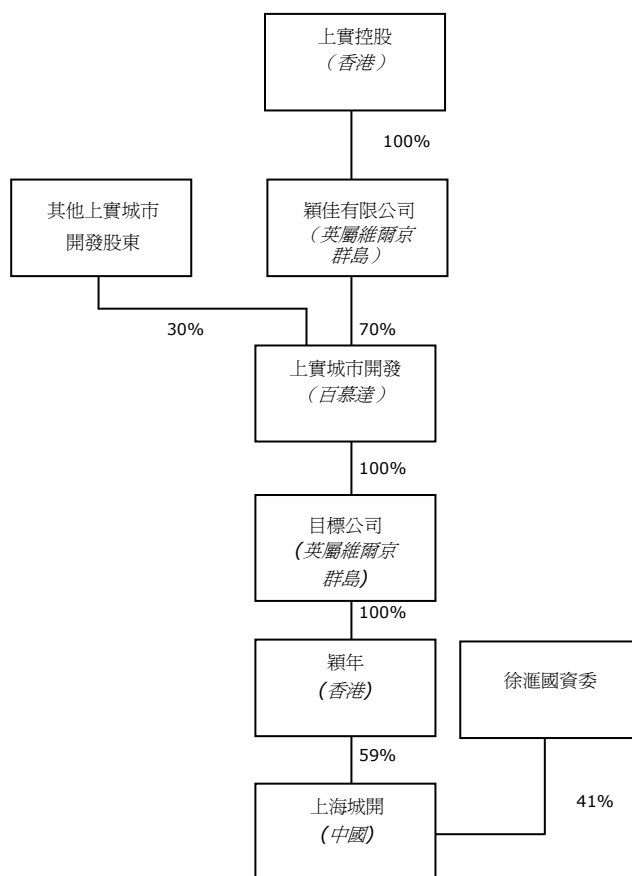 上實控股
（香港）
100%
其他上實城市
開發股東
穎佳有限公司
（英屬維爾京
群島）
30%
70%
上實城市開發
（百慕達）
100%
目標公司
(英屬維爾京
群島)
100%
穎年
(香港)
徐滙國資委
59%
41%
上海城開
(中國)